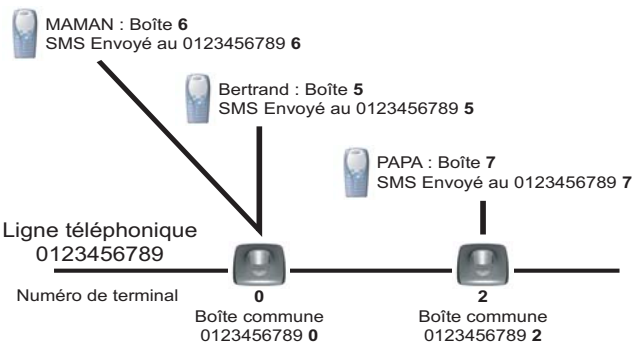 MAMAN : Boîte 6
SMS Envoyé au 0123456789 6
Bertrand : Boîte 5
SMS Envoyé au 0123456789 5
PAPA : Boîte 7
SMS Envoyé au 0123456789 7
Ligne téléphonique
0123456789
Numéro de terminal
0
Boîte commune
0123456789 0
2
Boîte commune
0123456789 2